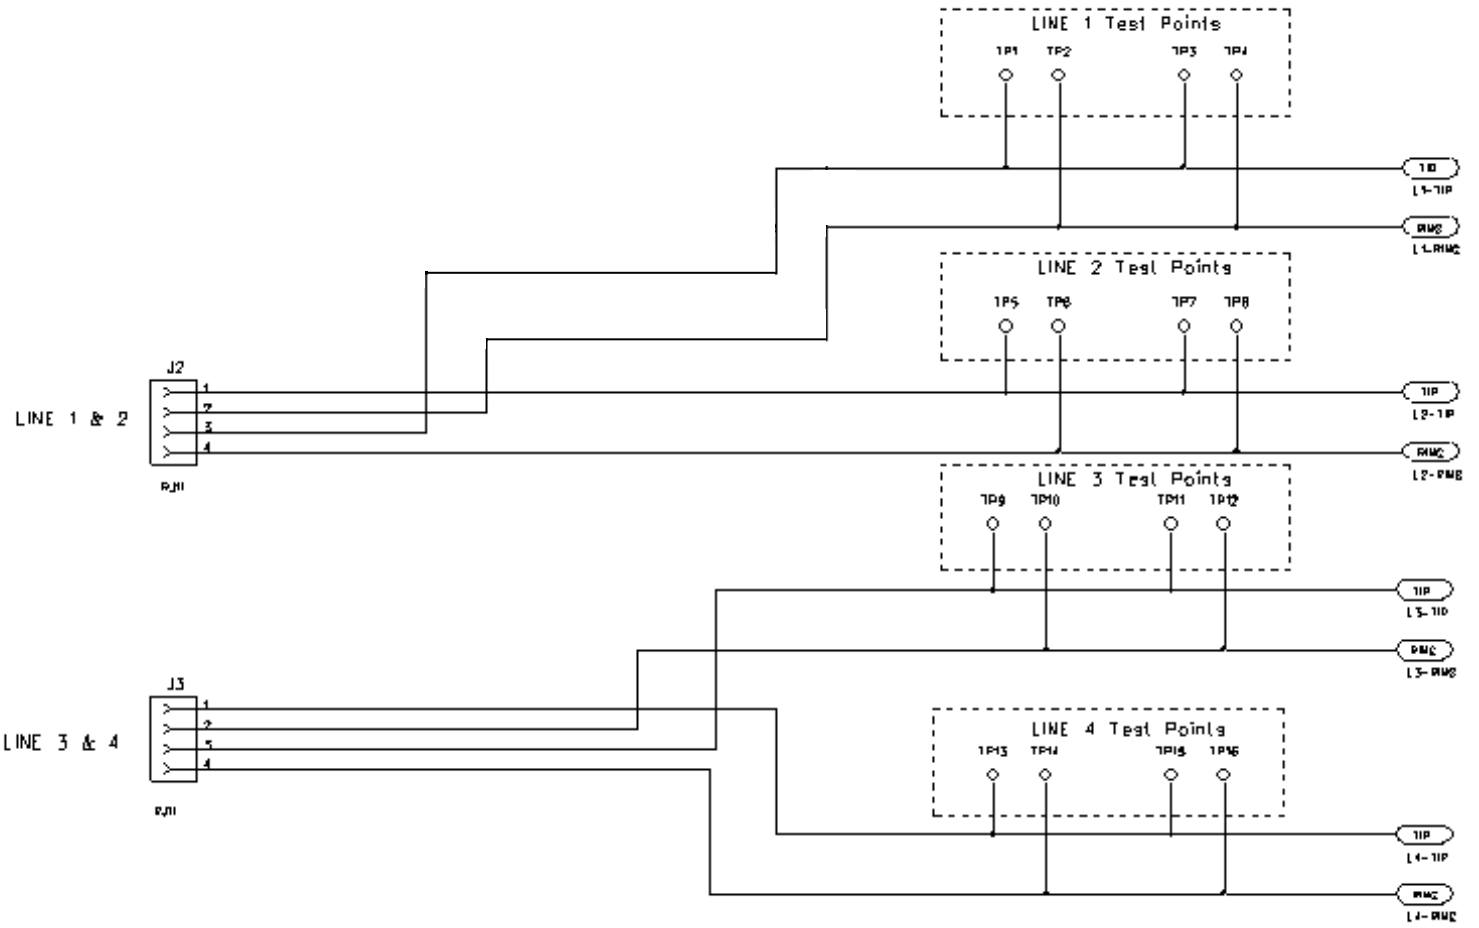 LINE 1 Test Points
TP1 TP2 TP3 TP4
TIP
L1-TIP
RING
L1-RING
LINE 2 Test Points
TP5 TP6 TP7 TP8
J2
1
2
3
4
LINE 1 & 2
RJ11
TIP
L2-TIP
RING
L2-RING
LINE 3 Test Points
TP9 TP10 TP11 TP12
TIP
L3-TIP
RING
L3-RING
J3
1
2
3
4
LINE 3 & 4
RJ11
LINE 4 Test Points
TP13 TP14 TP15 TP16
TIP
L4-TIP
RING
L4-RING